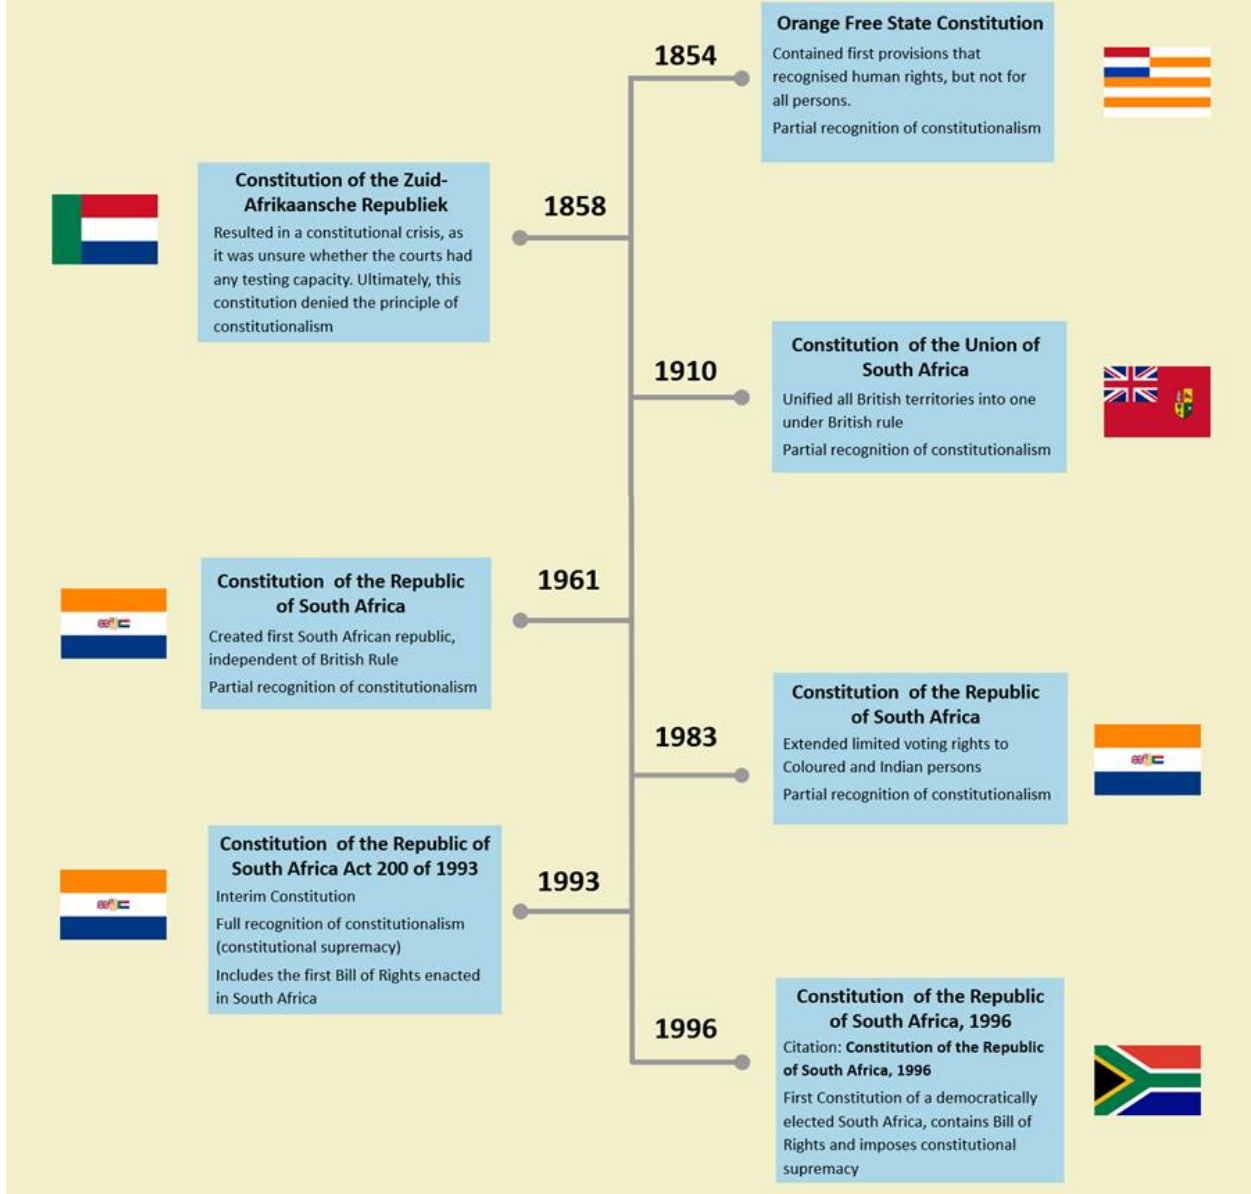 1854
Orange Free State Constitution
Contained first provisions that
recognised human rights, but not for
all persons.
Partial recognition of constitutionalism
1858
Constitution of the Zuid-
Afrikaansche Republiek
Resulted in a constitutional crisis, as
it was unsure whether the courts had
any testing capacity. Ultimately, this
constitution denied the principle of
constitutionalism
1910
Constitution of the Union of
South Africa
Unified all British territories into one
under British rule
Partial recognition of constitutionalism
1961
Constitution of the Republic
of South Africa
Created first South African republic,
independent of British Rule
Partial recognition of constitutionalism
1983
Constitution of the Republic
of South Africa
Extended limited voting rights to
Coloured and Indian persons
Partial recognition of constitutionalism
1993
Constitution of the Republic of
South Africa Act 200 of 1993
Interim Constitution
Full recognition of constitutionalism
(constitutional supremacy)
Includes the first Bill of Rights enacted
in South Africa
1996
Constitution of the Republic
of South Africa, 1996
Citation: Constitution of the Republic
of South Africa, 1996
First Constitution of a democratically
elected South Africa, contains Bill of
Rights and imposes constitutional
supremacy